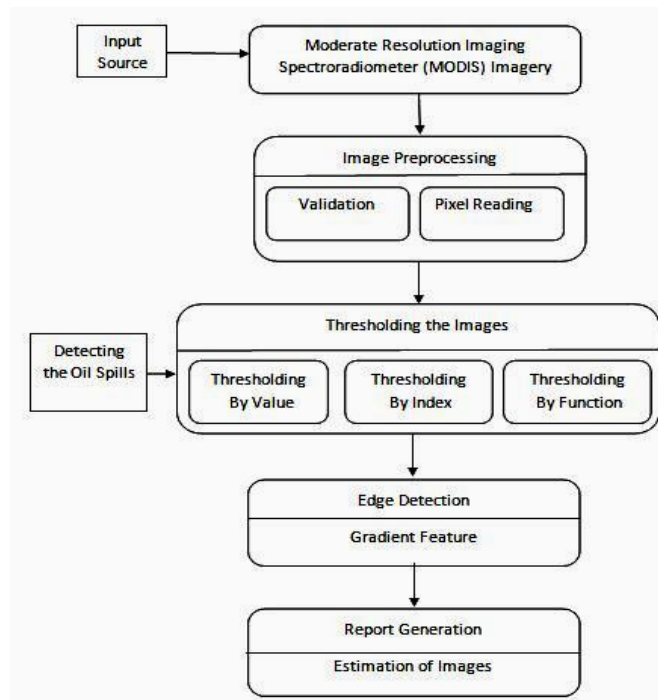 Input
Source
Moderate Resolution Imaging
Spectroradiometer (MODIS) Imagery
Image Preprocessing
Validation
Pixel Reading
Thresholding the Images
Detecting
the Oil Spills
Thresholding
By Value
Thresholding
By Index
Thresholding
By Function
Edge Detection
Gradient Feature
Report Generation
Estimation of Images